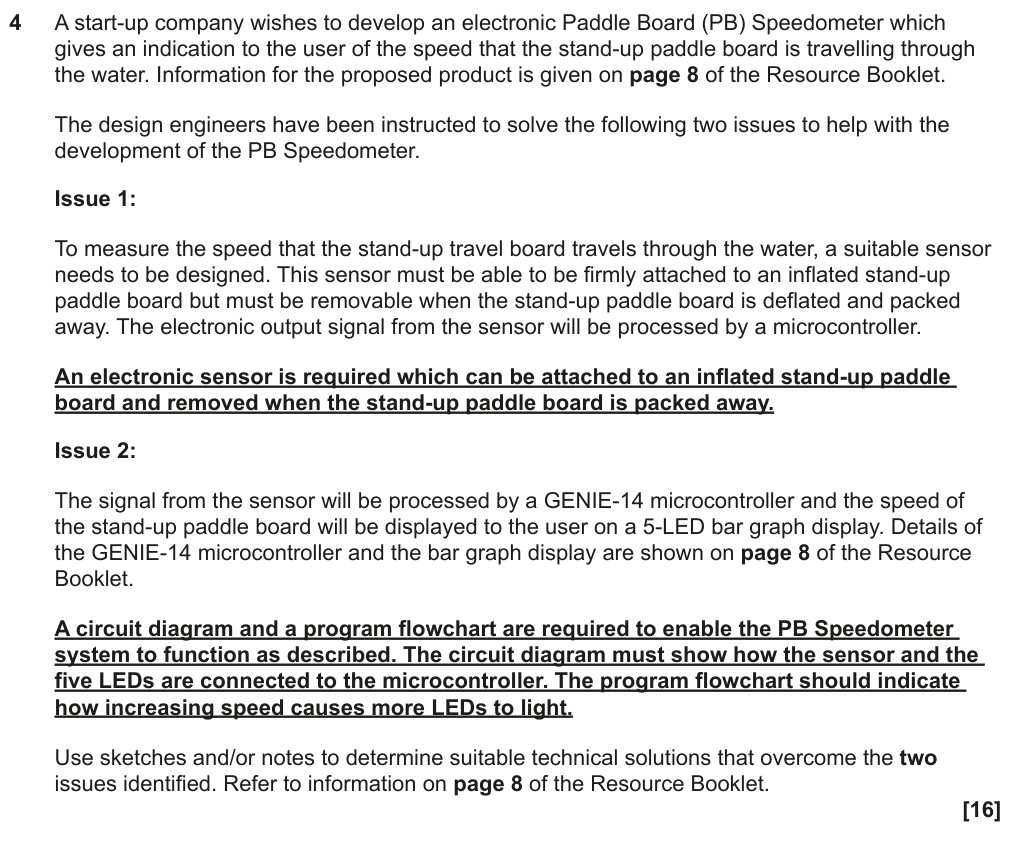 4 A start-up company wishes to develop an electronic Paddle Board (PB) Speedometer which
gives an indication to the user of the speed that the stand-up paddle board is travelling through
the water. Information for the proposed product is given on page 8 of the Resource Booklet.
The design engineers have been instructed to solve the following two issues to help with the
development of the PB Speedometer.
Issue 1:
To measure the speed that the stand-up travel board travels through the water, a suitable sensor
needs to be designed. This sensor must be able to be firmly attached to an inflated stand-up
paddle board but must be removable when the stand-up paddle board is deflated and packed
away. The electronic output signal from the sensor will be processed by a microcontroller.
An electronic sensor is required which can be attached to an inflated stand-up paddle
board and removed when the stand-up paddle board is packed away.
Issue 2:
The signal from the sensor will be processed by a GENIE-14 microcontroller and the speed of
the stand-up paddle board will be displayed to the user on a 5-LED bar graph display. Details of
the GENIE-14 microcontroller and the bar graph display are shown on page 8 of the Resource
Booklet.
A circuit diagram and a program flowchart are required to enable the PB Speedometer
system to function as described. The circuit diagram must show how the sensor and the
five LEDs are connected to the microcontroller. The program flowchart should indicate
how increasing speed causes more LEDs to light.
Use sketches and/or notes to determine suitable technical solutions that overcome the two
issues identified. Refer to information on page 8 of the Resource Booklet.
[16]